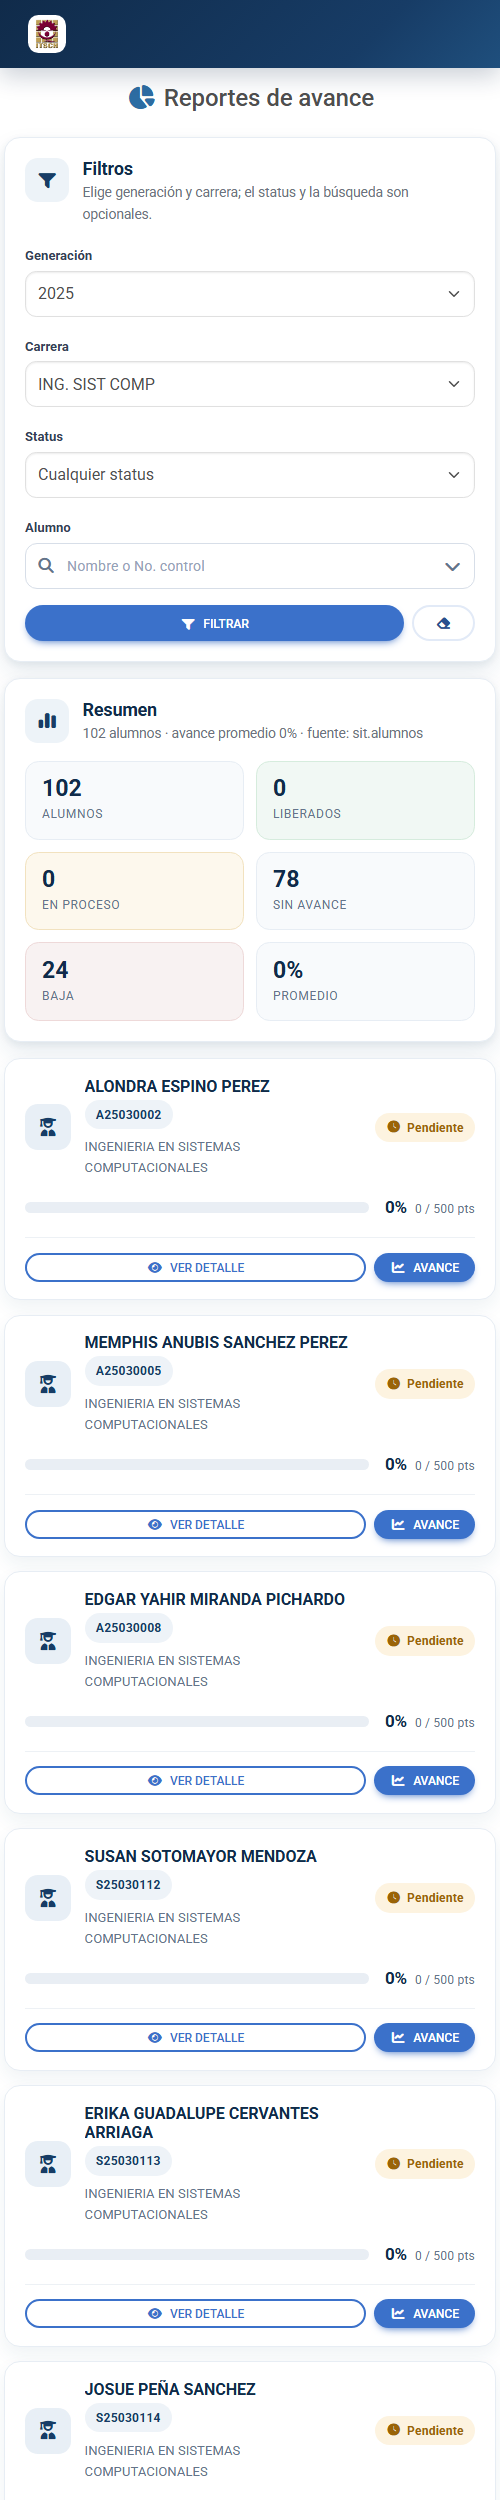 ITSCH
Reportes de avance
Filtros
Elige generación y carrera; el status y la búsqueda son
opcionales.
Generación
2025
Carrera
ING. SIST COMP
Status
Cualquier status
Alumno
Nombre o No. control
FILTRAR
Resumen
102 alumnos · avance promedio 0% · fuente: sit.alumnos
102
ALUMNOS
0
LIBERADOS
0
EN PROCESO
78
SIN AVANCE
24
BAJA
0%
PROMEDIO
ALONDRA ESPINO PEREZ
A25030002
Pendiente
INGENIERIA EN SISTEMAS
COMPUTACIONALES
0% 0 / 500 pts
VER DETALLE
AVANCE
MEMPHIS ANUBIS SANCHEZ PEREZ
A25030005
Pendiente
INGENIERIA EN SISTEMAS
COMPUTACIONALES
0% 0 / 500 pts
VER DETALLE
AVANCE
EDGAR YAHIR MIRANDA PICHARDO
A25030008
Pendiente
INGENIERIA EN SISTEMAS
COMPUTACIONALES
0% 0 / 500 pts
VER DETALLE
AVANCE
SUSAN SOTOMAYOR MENDOZA
S25030112
Pendiente
INGENIERIA EN SISTEMAS
COMPUTACIONALES
0% 0 / 500 pts
VER DETALLE
AVANCE
ERIKA GUADALUPE CERVANTES
ARRIAGA
S25030113
Pendiente
INGENIERIA EN SISTEMAS
COMPUTACIONALES
0% 0 / 500 pts
VER DETALLE
AVANCE
JOSUE PEÑA SANCHEZ
S25030114
Pendiente
INGENIERIA EN SISTEMAS
COMPUTACIONALES